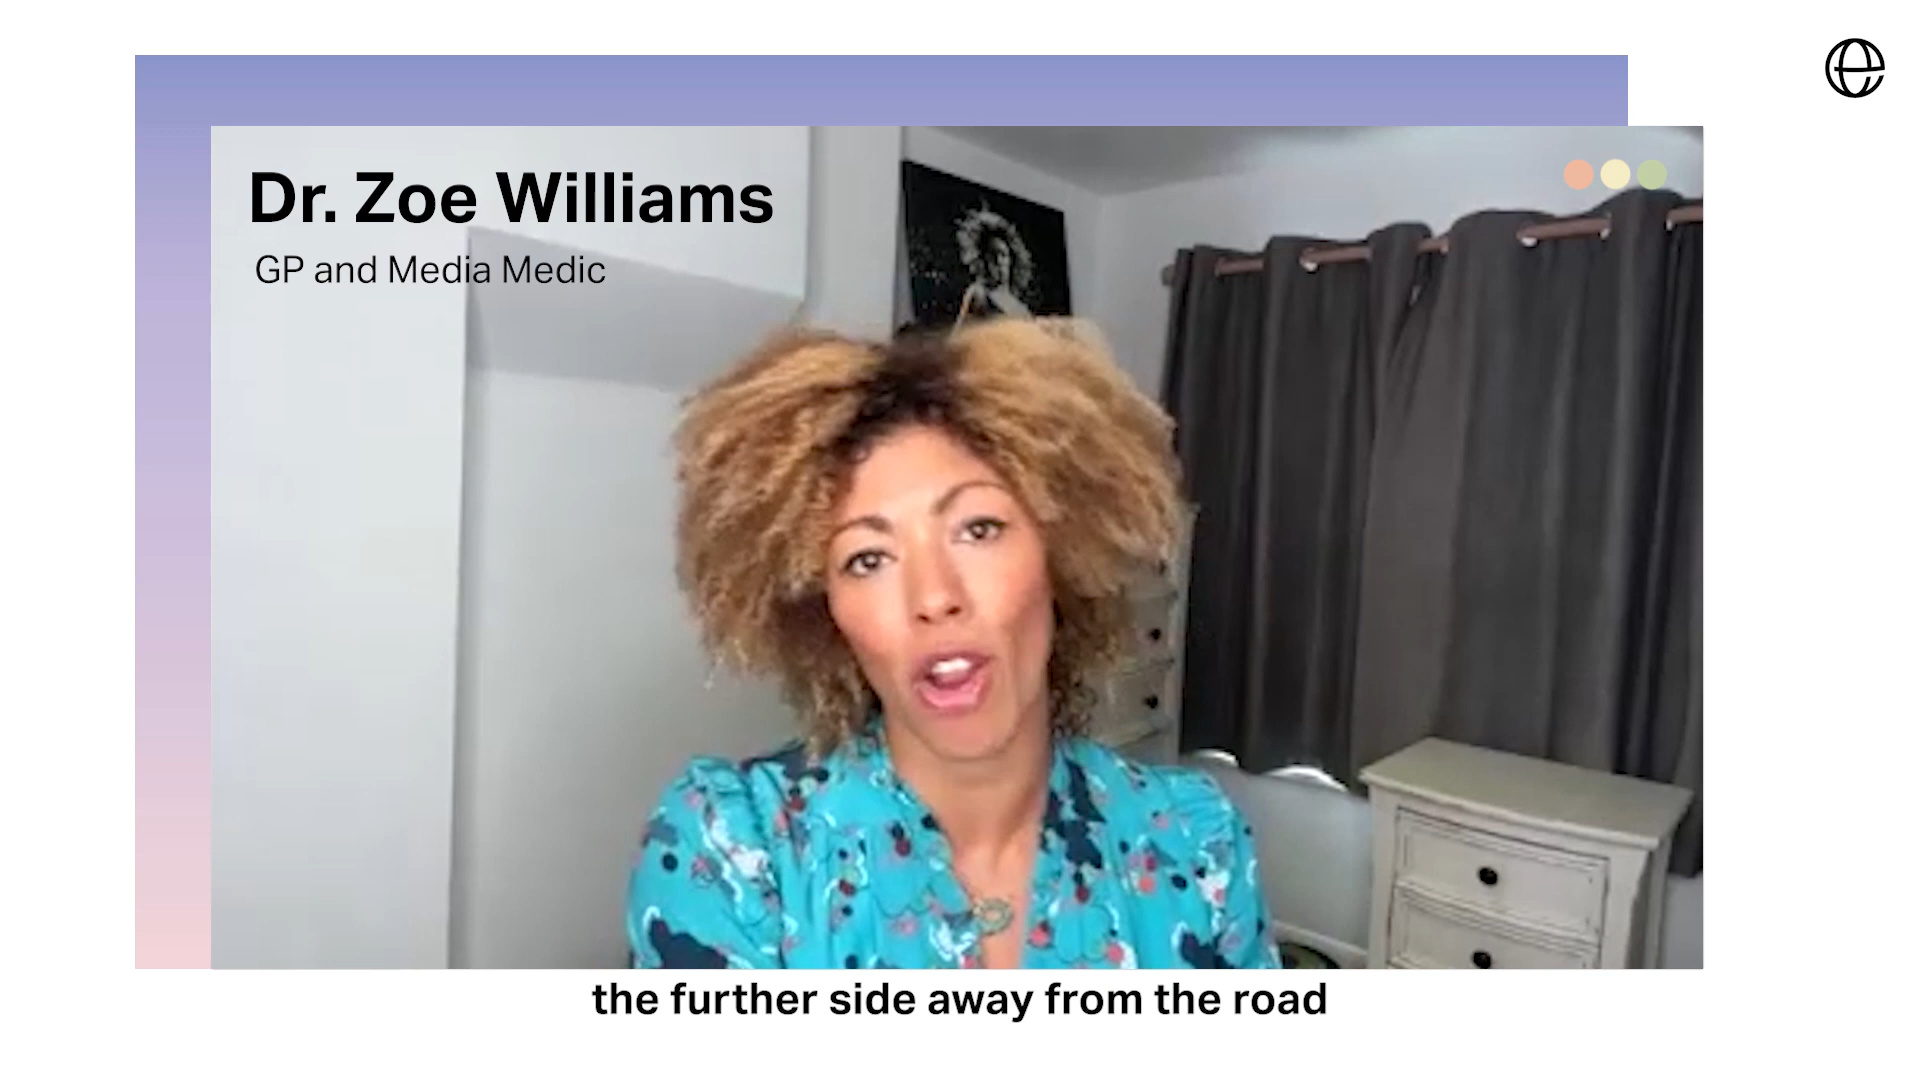 Dr. Zoe Williams
GP and Media Medic
the further side away from the road